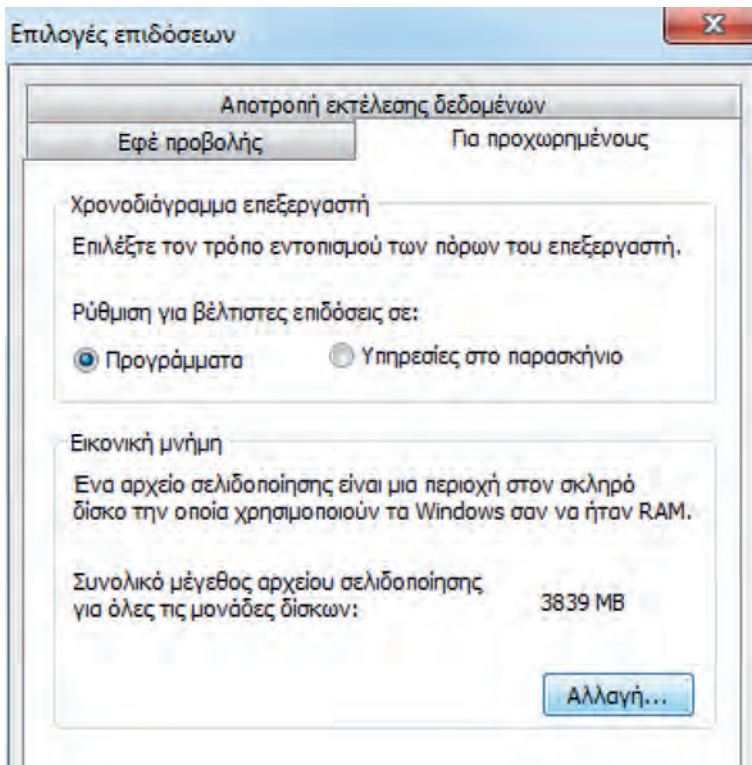 Επιλογές επιδόσεων
Αποτροπή εκτέλεσης δεδομένων
Εφέ προβολής
Για προχωρημένους
Χρονοδιάγραμμα επεξεργαστή
Επιλέξτε τον τρόπο εντοπισμού των πόρων του επεξεργαστή.
Ρύθμιση για βέλτιστες επιδόσεις σε:
Προγράμματα
Υπηρεσίες στο παρασκήνιο
Εικονική μνήμη
Ένα αρχείο σελιδοποίησης είναι μια περιοχή στον σκληρό
δίσκο την οποία χρησιμοποιούν τα Windows σαν να ήταν RAM.
Συνολικό μέγεθος αρχείου σελιδοποίησης
για όλες τις μονάδες δίσκων:
3839 MB
Αλλαγή...